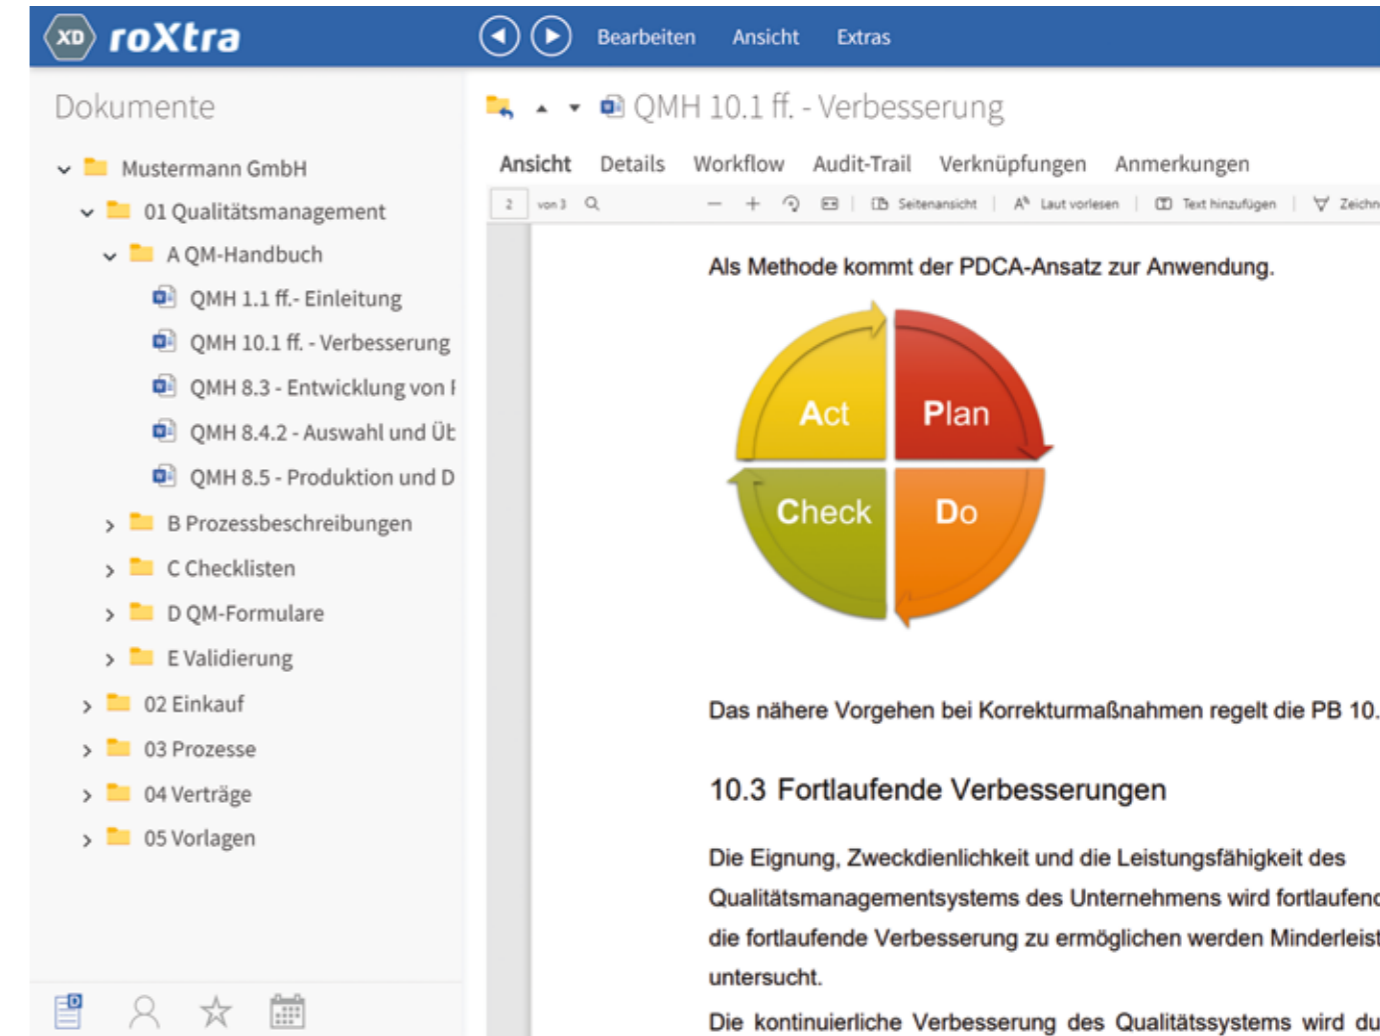 XD roXtra
Bearbeiten Ansicht Extras
Dokumente
Mustermann GmbH
01 Qualitätsmanagement
A QM-Handbuch
QMH 1.1 ff.- Einleitung
QMH 10.1 ff. - Verbesserung
QMH 8.3 - Entwicklung von
QMH 8.4.2 - Auswahl und Üb
QMH 8.5 - Produktion und D
B Prozessbeschreibungen
C Checklisten
D QM-Formulare
E Validierung
02 Einkauf
03 Prozesse
04 Verträge
05 Vorlagen
QMH 10.1 ff. - Verbesserung
Ansicht Details Workflow Audit-Trail Verknüpfungen Anmerkungen
2 von 3 Seitenansicht Laut vorlesen Text hinzufügen Zeichn
Als Methode kommt der PDCA-Ansatz zur Anwendung.
Act Plan
Check Do
Das nähere Vorgehen bei Korrekturmaßnahmen regelt die PB 10.
10.3 Fortlaufende Verbesserungen
Die Eignung, Zweckdienlichkeit und die Leistungsfähigkeit des
Qualitätsmanagementsystems des Unternehmens wird fortlaufend
die fortlaufende Verbesserung zu ermöglichen werden Minderleist
untersucht.
Die kontinuierliche Verbesserung des Qualitätssystems wird du